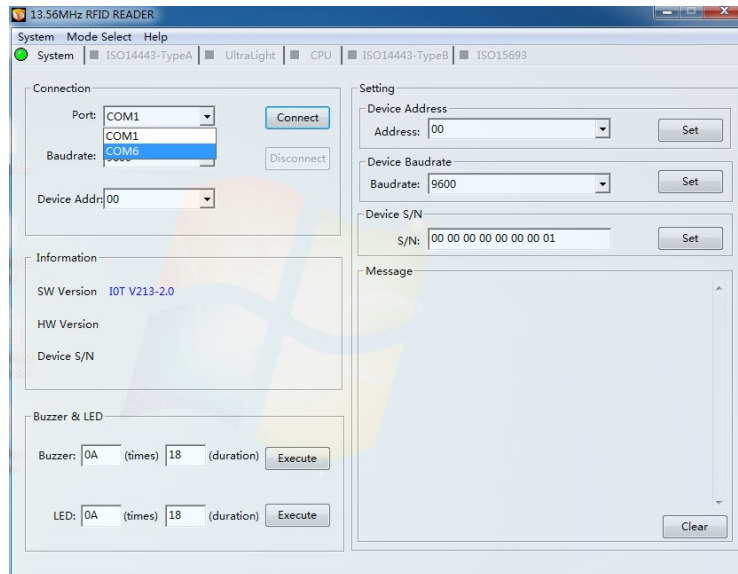 13.56MHz RFID READER
System Mode Select Help
System ISO14443-TypeA UltraLight CPU ISO14443-TypeB ISO15693
Connection
Port: COM1 Connect
COM1
COM6
Baudrate: Disconnect
Device Addr: 00
Information
SW Version I0T V213-2.0
HW Version
Device S/N
Buzzer & LED
Buzzer: 0A (times) 18 (duration) Execute
LED: 0A (times) 18 (duration) Execute
Setting
Device Address
Address: 00 Set
Device Baudrate
Baudrate: 9600 Set
Device S/N
S/N: 00 00 00 00 00 00 00 01 Set
Message
Clear